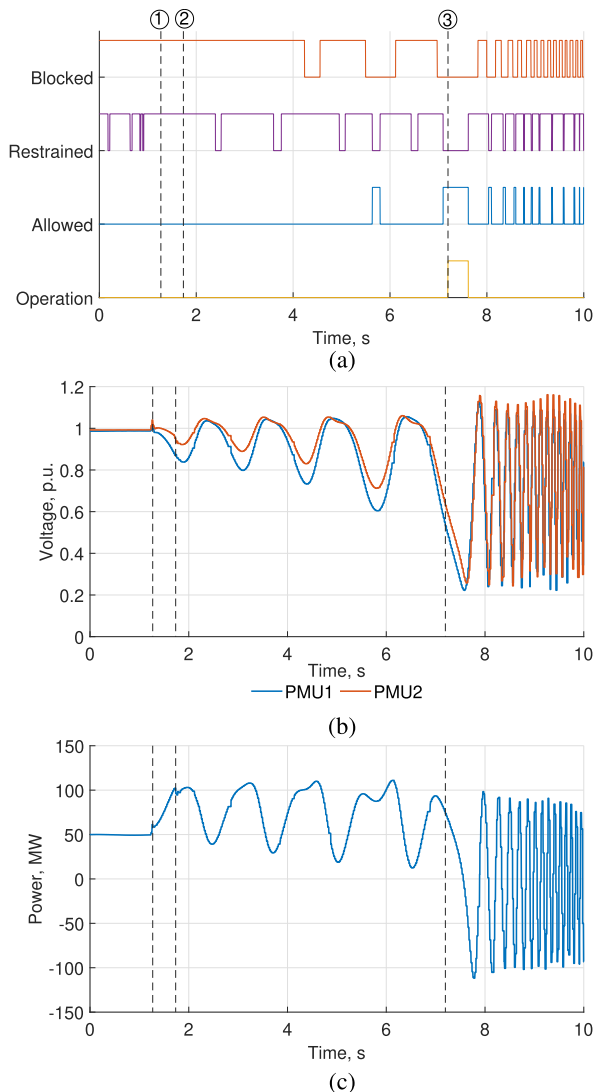 ① ② ③
Blocked
Restrained
Allowed
Operation
0 2 4 6 8 10
Time, s
(a)
1.2
1
0.8
0.6
0.4
0.2
0
Voltage, p.u.
0 2 4 6 8 10
Time, s
PMU1 PMU2
(b)
150
100
50
0
-50
-100
-150
Power, MW
0 2 4 6 8 10
Time, s
(c)